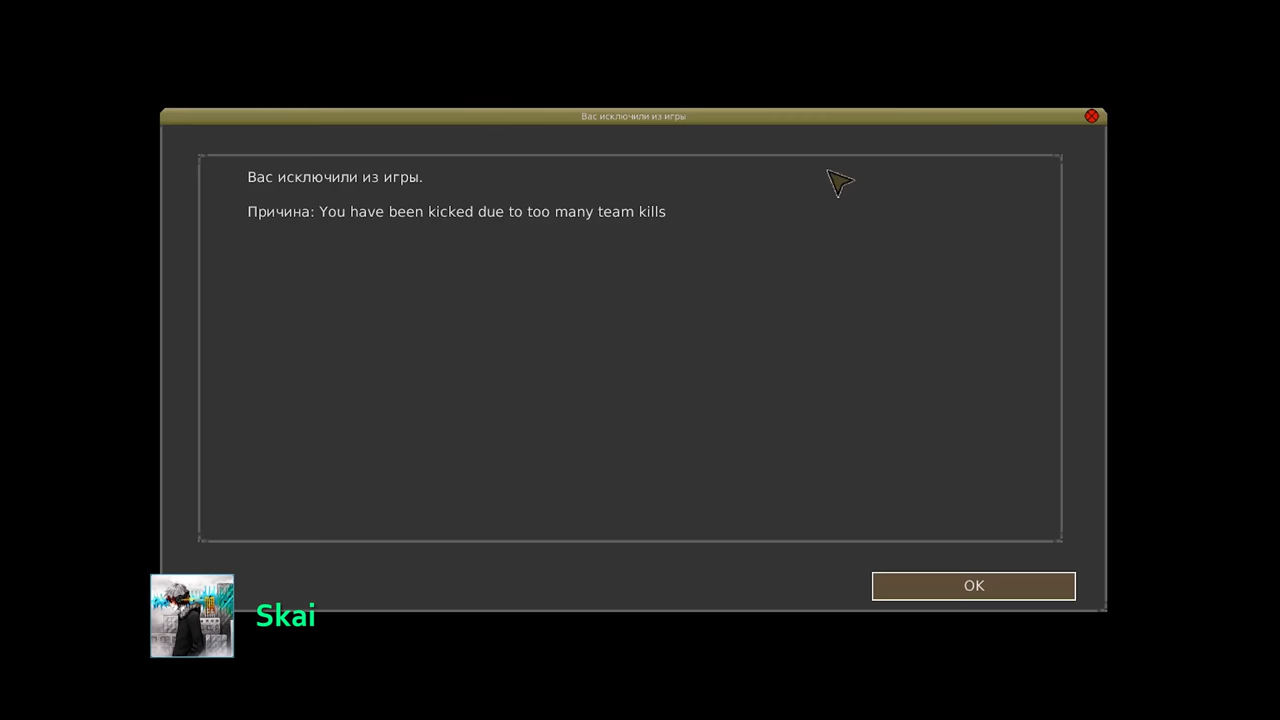 Вас исключили из игры
Вас исключили из игры.
Причина: You have been kicked due to too many team kills
OK
Skai